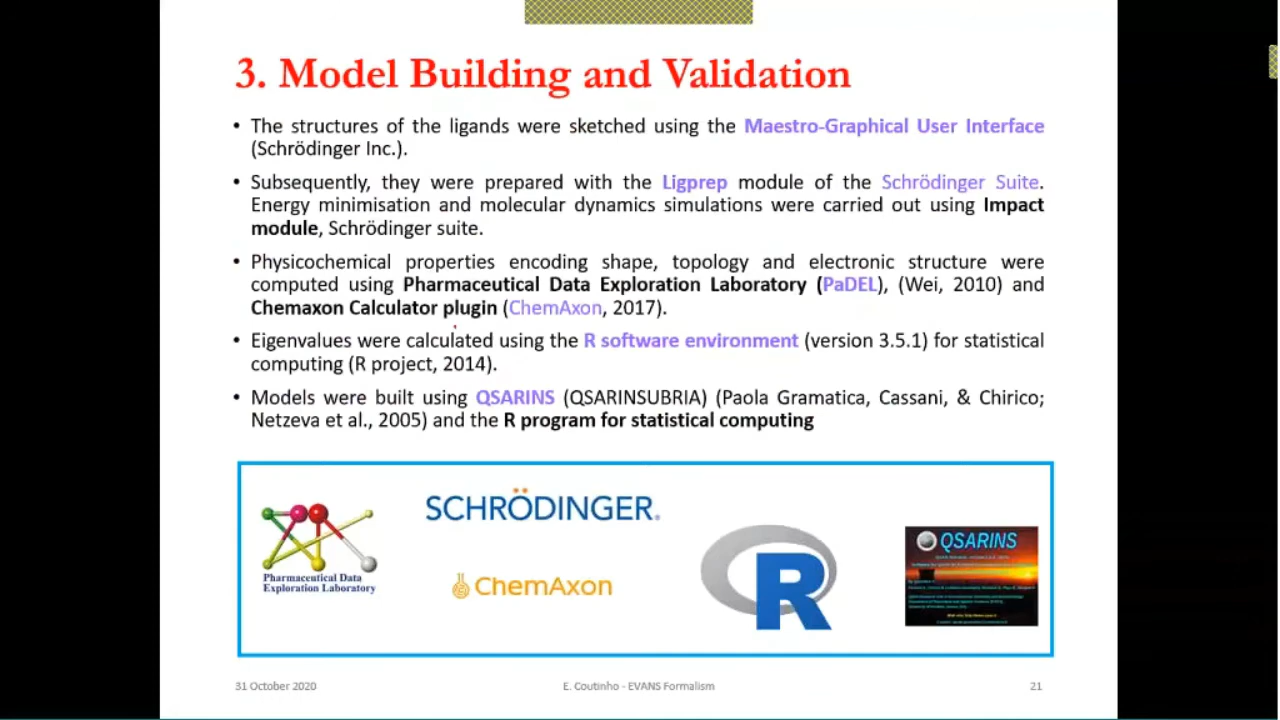 3. Model Building and Validation
• The structures of the ligands were sketched using the Maestro-Graphical User Interface
(Schrödinger Inc.).
• Subsequently, they were prepared with the Ligprep module of the Schrödinger Suite.
Energy minimisation and molecular dynamics simulations were carried out using Impact
module, Schrödinger suite.
• Physicochemical properties encoding shape, topology and electronic structure were
computed using Pharmaceutical Data Exploration Laboratory (PaDEL), (Wei, 2010) and
Chemaxon Calculator plugin (ChemAxon, 2017).
• Eigenvalues were calculated using the R software environment (version 3.5.1) for statistical
computing (R project, 2014).
• Models were built using QSARINS (QSARINSUBRIA) (Paola Gramatica, Cassani, & Chirico;
Netzeva et al., 2005) and the R program for statistical computing
Pharmaceutical Data
Exploration Laboratory
SCHRÖDINGER.
ChemAxon
R
QSARINS
31 October 2020
E. Coutinho - EVANS Formalism
21